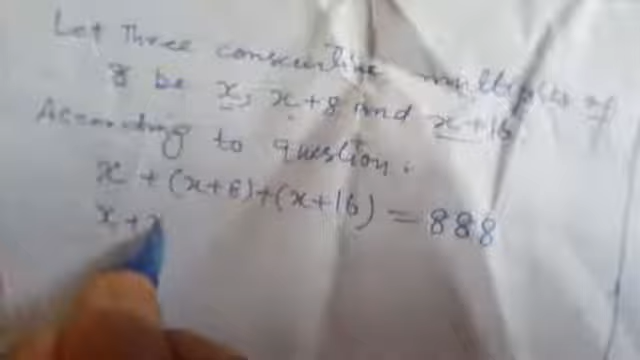 Let Three consecutive multiples of
8 be x, x+8 and x+16.
According to question.
x + (x+8)+(x+16) = 888
x+x